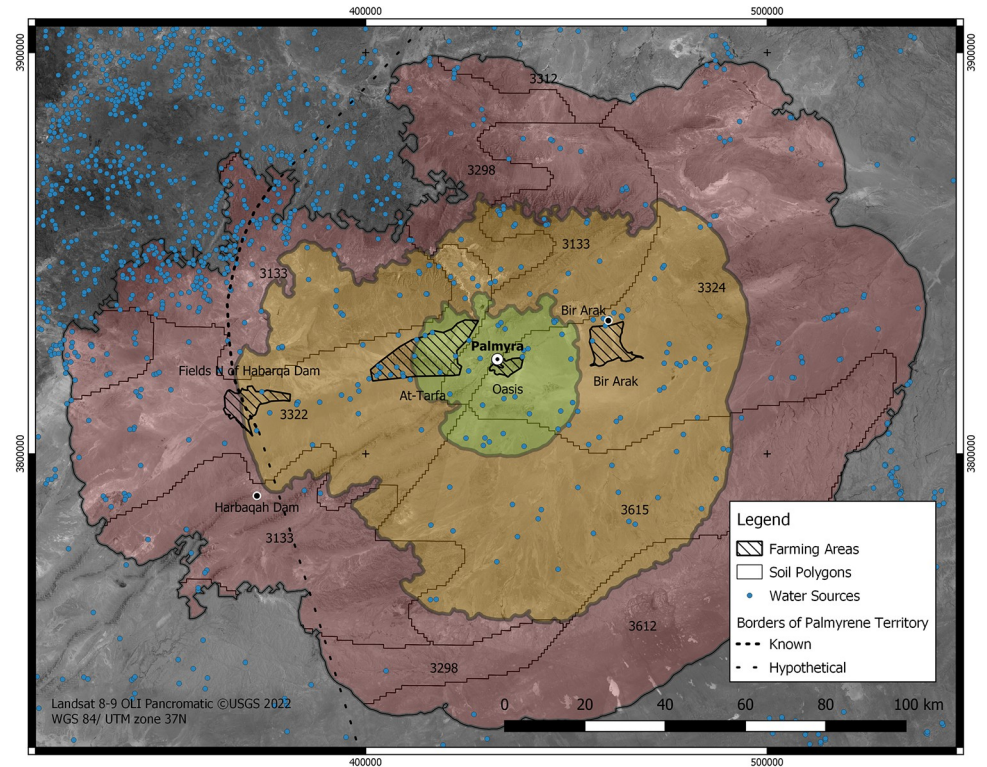 400000
500000
3900000
3900000
3312
3298
3133
3133
3324
Bir Arak
Palmyra
Fields N of Habarqa Dam
Bir Arak
Oasis
At-Tarfa
3322
3800000
3800000
Harbaqah Dam
3615
3133
Legend
Farming Areas
Soil Polygons
Water Sources
Borders of Palmyrene Territory
Known
Hypothetical
3612
3298
Landsat 8-9 OLI Pancromatic ©USGS 2022
WGS 84/ UTM zone 37N
0 20 40 60 80 100 km
400000
500000